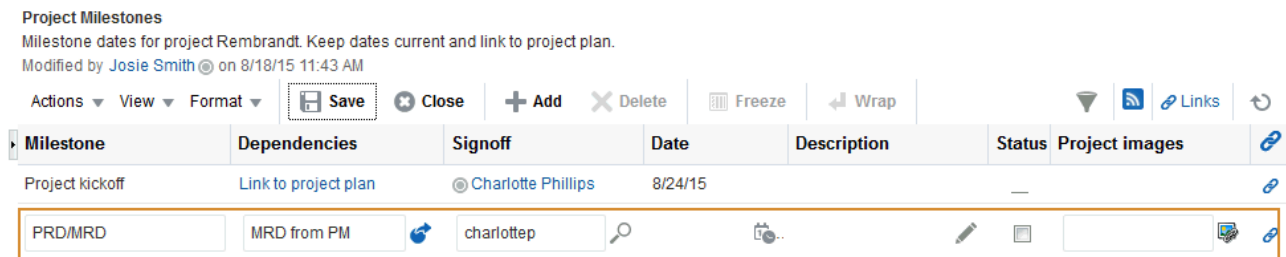 Project Milestones
Milestone dates for project Rembrandt. Keep dates current and link to project plan.
Modified by Josie Smith on 8/18/15 11:43 AM
Actions View Format Save Close Add Delete Freeze Wrap Links
Milestone Dependencies Signoff Date Description Status Project images
Project kickoff Link to project plan Charlotte Phillips 8/24/15 __
PRD/MRD MRD from PM charlottep